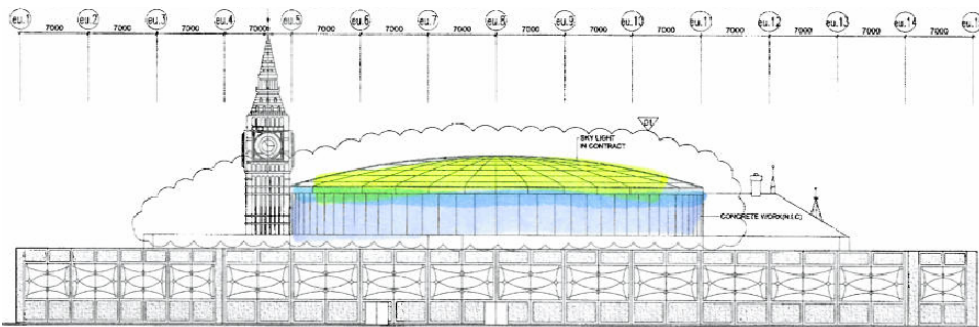 eu.1 eu.2 eu.3 eu.4 eu.5 eu.6 eu.7 eu.8 eu.9 eu.10 eu.11 eu.12 eu.13 eu.14
7000 7000 7000 7000 7000 7000 7000 7000 7000 7000 7000 7000 7000 7000
01
SKY LIGHT
IN CONTRACT
CONCRETE WORK(N.I.C)